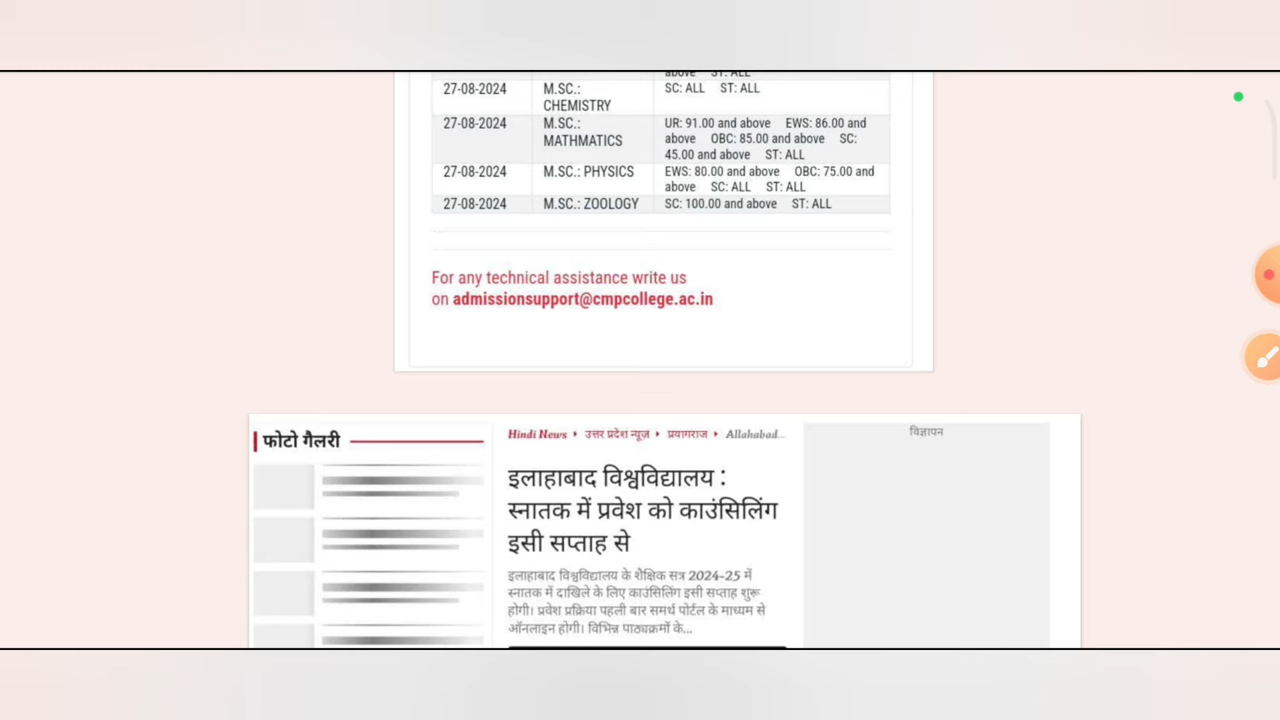 above ST: ALL
27-08-2024 M.SC.: SC: ALL ST: ALL
CHEMISTRY
27-08-2024 M.SC.: UR: 91.00 and above EWS: 86.00 and
MATHMATICS above OBC: 85.00 and above SC:
45.00 and above ST: ALL
27-08-2024 M.SC.: PHYSICS EWS: 80.00 and above OBC: 75.00 and
above SC: ALL ST: ALL
27-08-2024 M.SC.: ZOOLOGY SC: 100.00 and above ST: ALL
For any technical assistance write us
on admissionsupport@cmpcollege.ac.in
फोटो गैलरी
Hindi News उत्तर प्रदेश न्यूज़ प्रयागराज Allahabad...
इलाहाबाद विश्वविद्यालय :
स्नातक में प्रवेश को काउंसिलिंग
इसी सप्ताह से
इलाहाबाद विश्वविद्यालय के शैक्षिक सत्र 2024-25 में
स्नातक में दाखिले के लिए काउंसिलिंग इसी सप्ताह शुरू
होगी। प्रवेश प्रक्रिया पहली बार समर्थ पोर्टल के माध्यम से
ऑनलाइन होगी। विभिन्न पाठ्यक्रमों के...
विज्ञापन